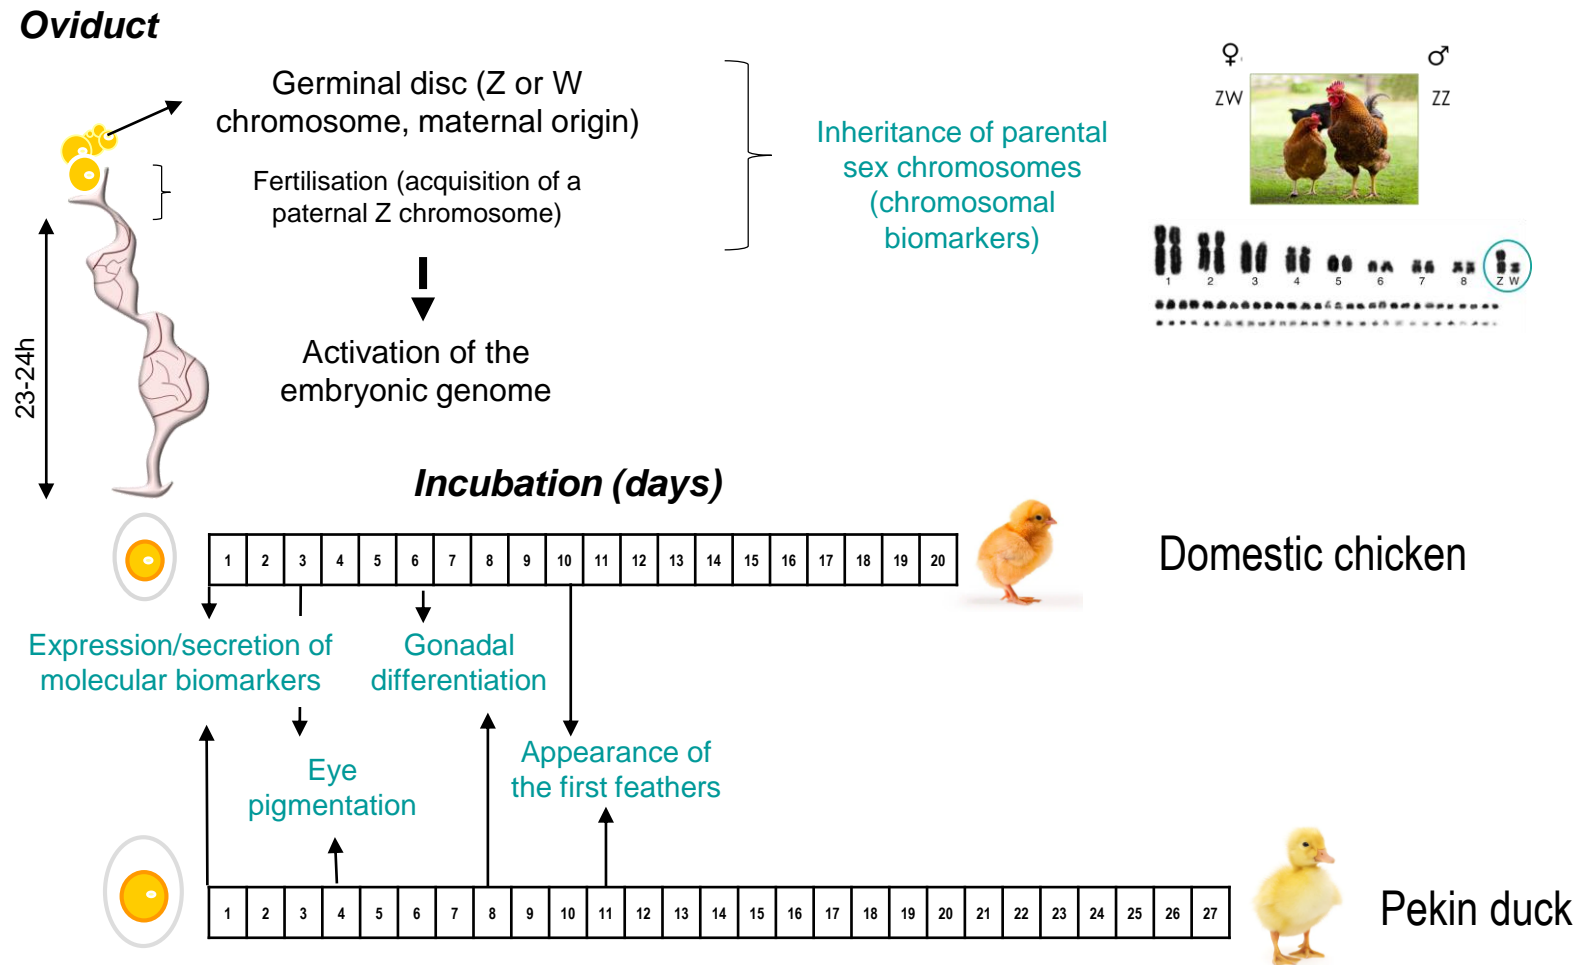 Oviduct
Germinal disc (Z or W
chromosome, maternal origin)
Fertilisation (acquisition of a
paternal Z chromosome)
Inheritance of parental
sex chromosomes
(chromosomal
biomarkers)
♀
♂
ZW
ZZ
1 2 3 4 5 6 7 8 Z W
23-24h
Activation of the
embryonic genome
Incubation (days)
1 2 3 4 5 6 7 8 9 10 11 12 13 14 15 16 17 18 19 20
Domestic chicken
Expression/secretion of
molecular biomarkers
Gonadal
differentiation
Eye
pigmentation
Appearance of
the first feathers
1 2 3 4 5 6 7 8 9 10 11 12 13 14 15 16 17 18 19 20 21 22 23 24 25 26 27
Pekin duck